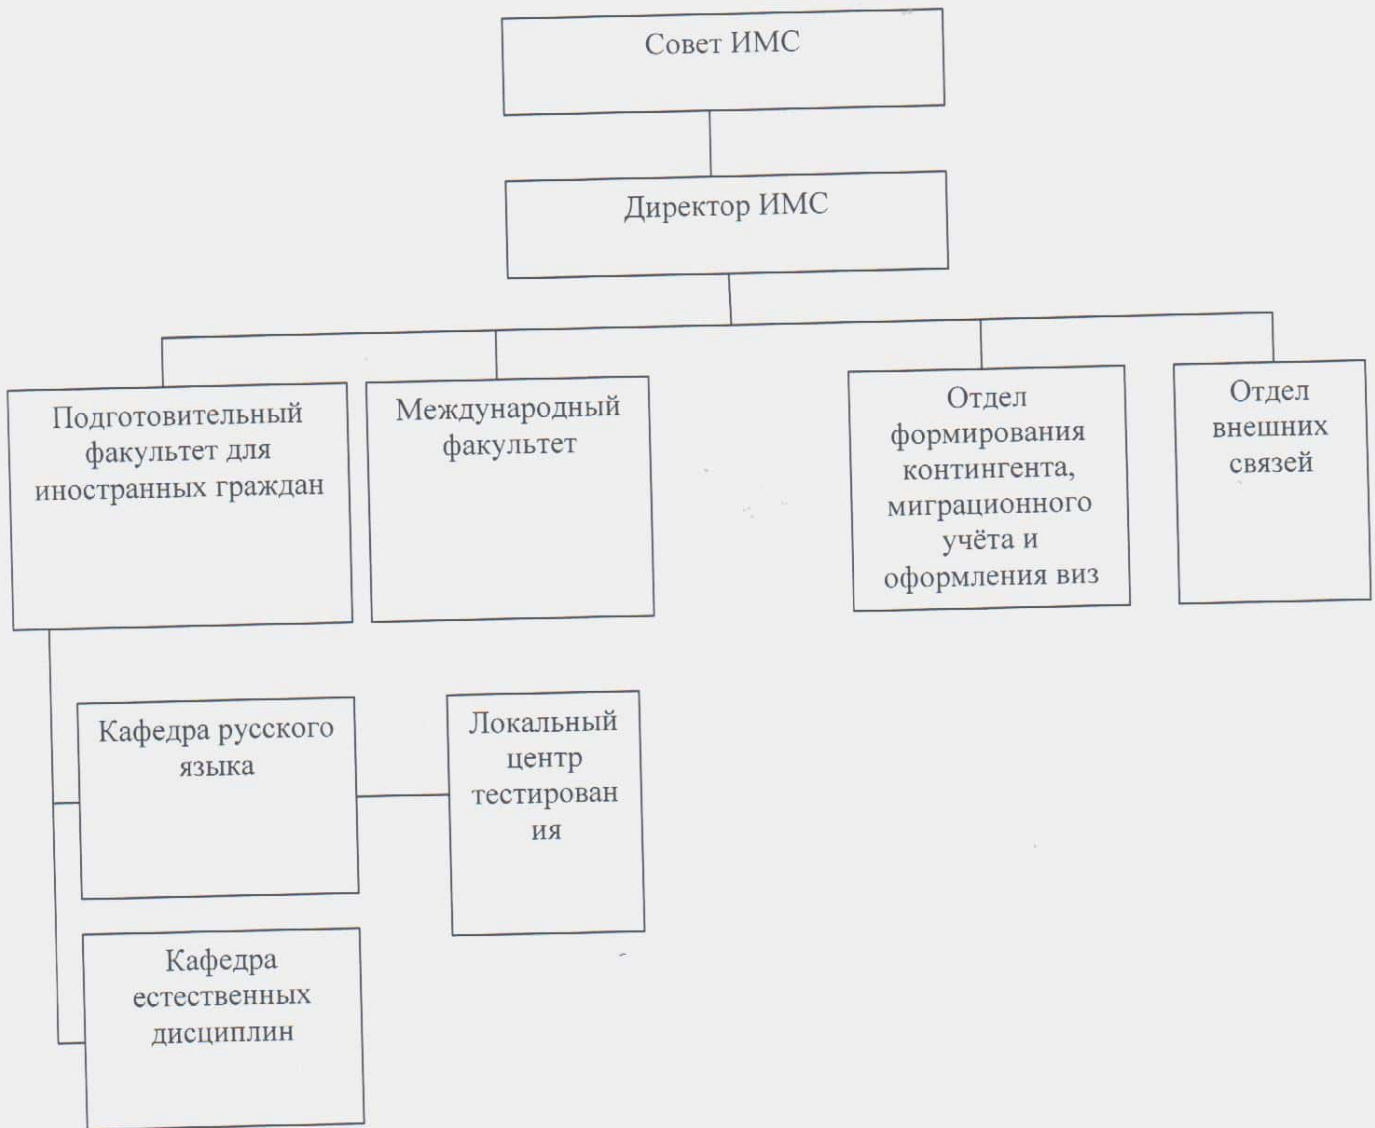 Совет ИМС
Директор ИМС
Подготовительный
факультет для
иностранных граждан
Международный
факультет
Отдел
формирования
контингента,
миграционного
учёта и
оформления виз
Отдел
внешних
связей
Кафедра русского
языка
Локальный
центр
тестирован
ия
Кафедра
естественных
дисциплин